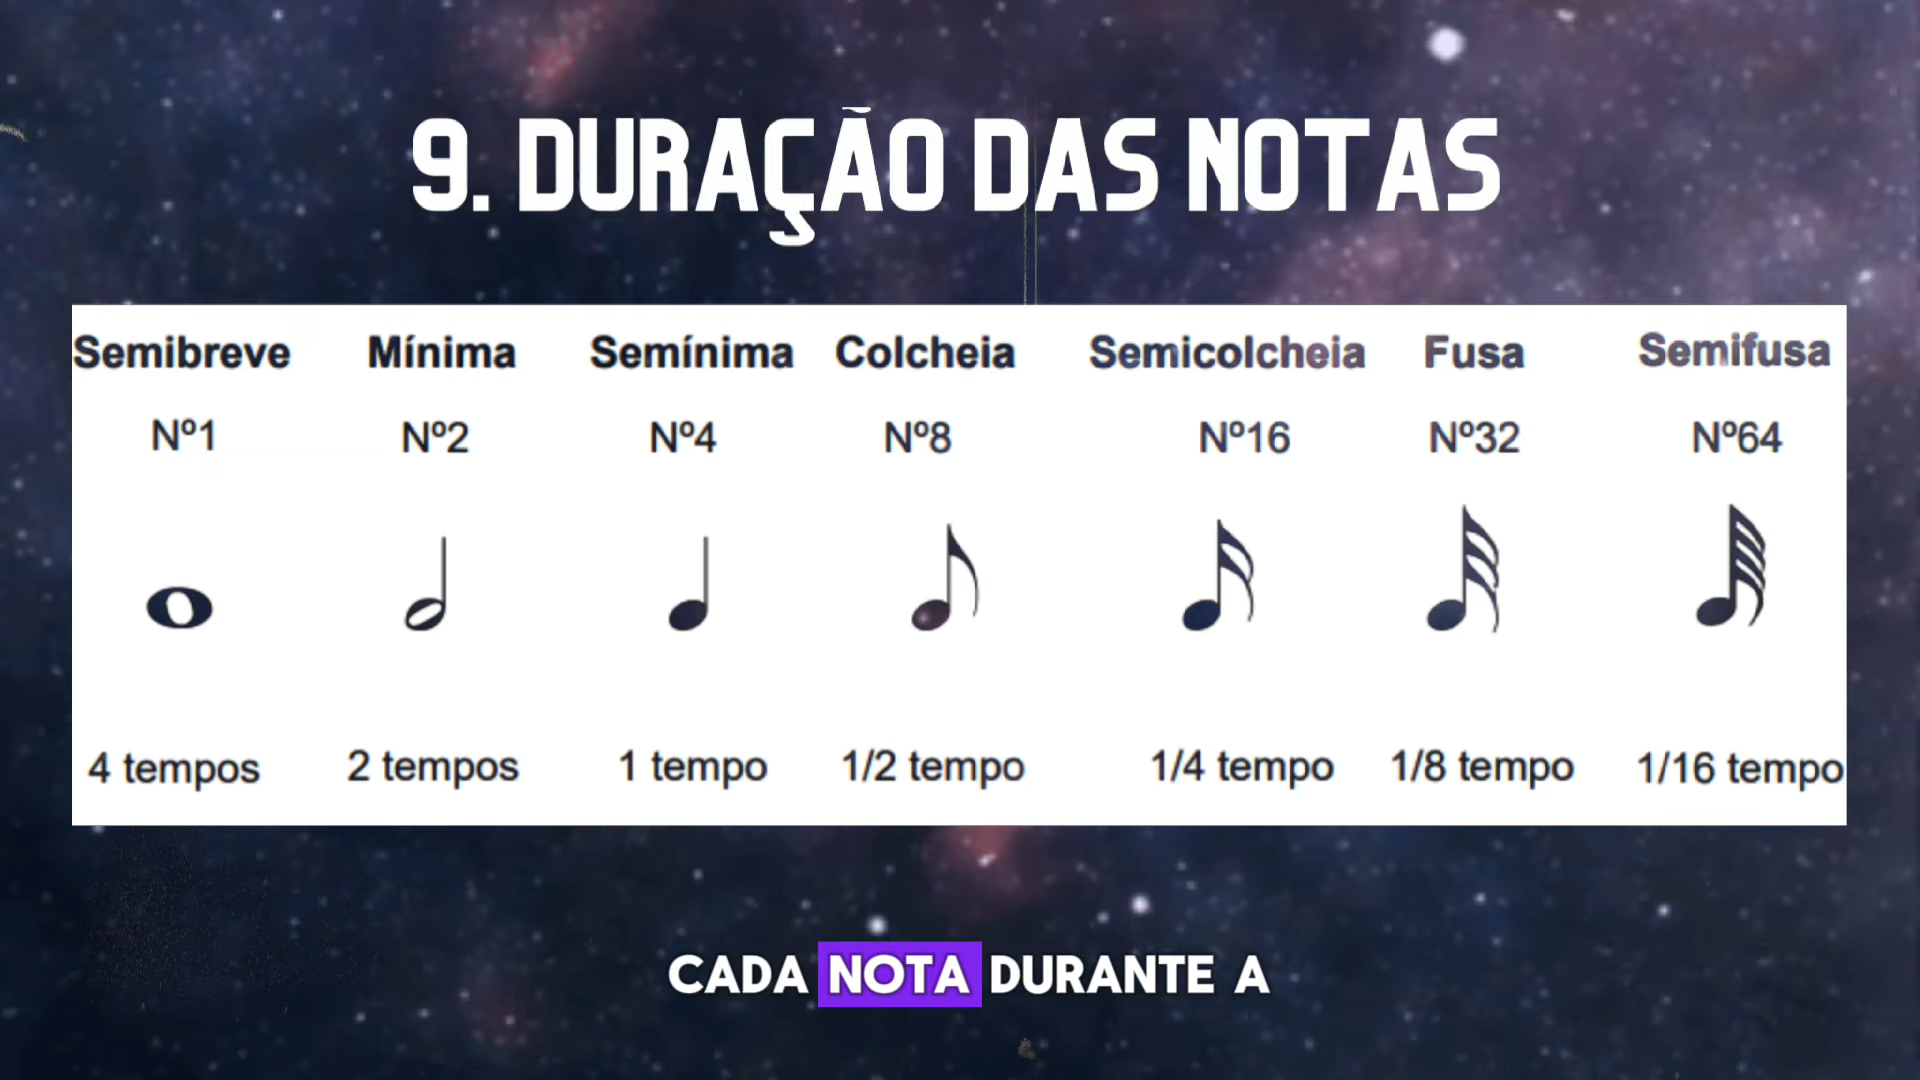 9. DURAÇÃO DAS NOTAS
Semibreve Mínima Semínima Colcheia Semicolcheia Fusa Semifusa
Nº1 Nº2 Nº4 Nº8 Nº16 Nº32 Nº64
4 tempos 2 tempos 1 tempo 1/2 tempo 1/4 tempo 1/8 tempo 1/16 tempo
CADA NOTA DURANTE A